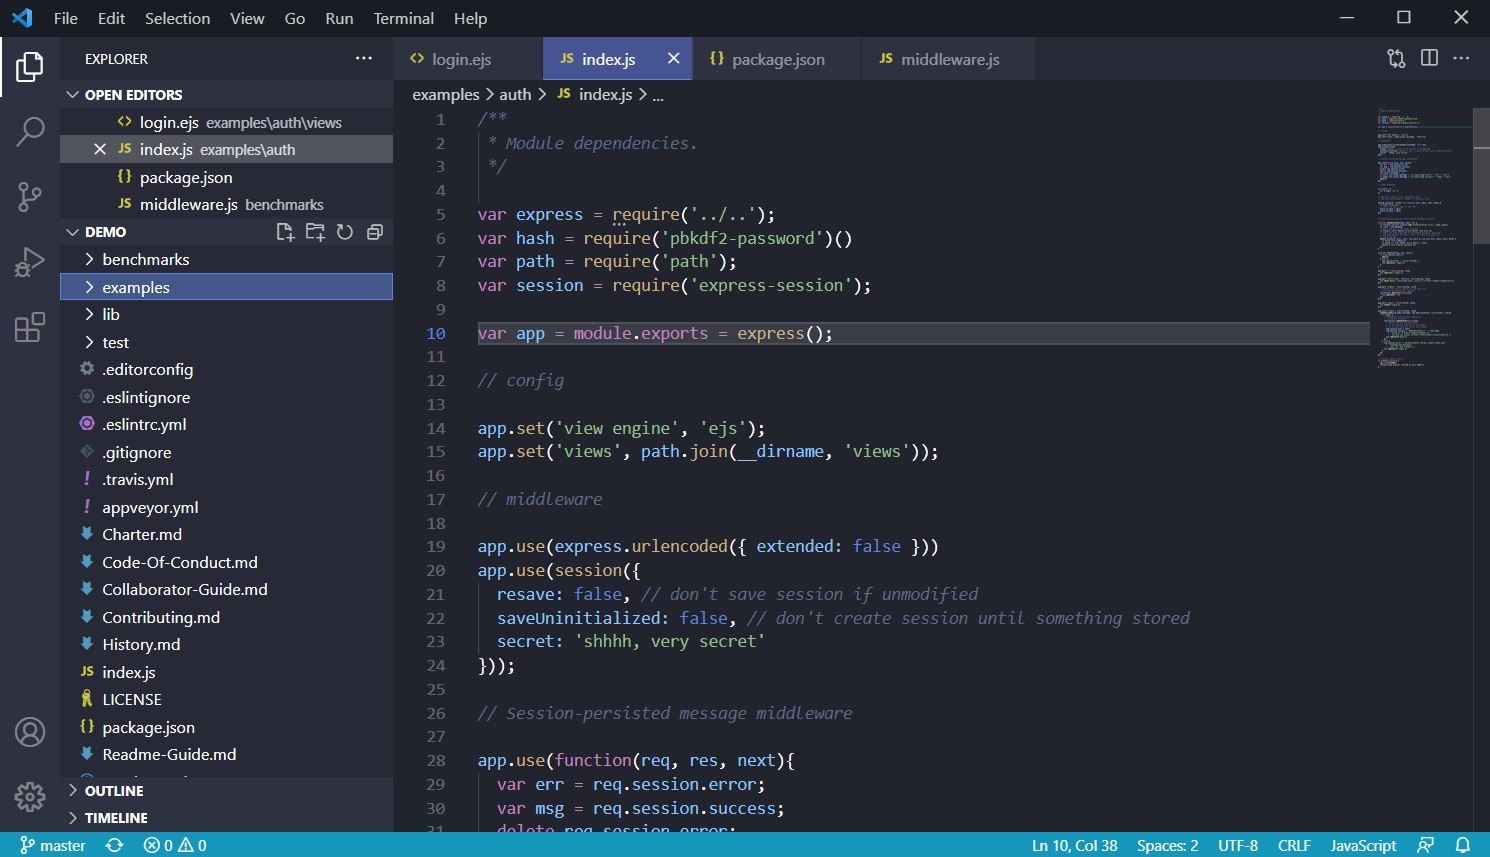 File Edit Selection View Go Run Terminal Help
EXPLORER
login.ejs
JS index.js
{} package.json
JS middleware.js
examples > auth > JS index.js > ...
OPEN EDITORS
<> login.ejs examples\auth\views
JS index.js examples\auth
{} package.json
JS middleware.js benchmarks
DEMO
benchmarks
examples
lib
test
.editorconfig
.eslintignore
.eslintrc.yml
.gitignore
! .travis.yml
! appveyor.yml
Charter.md
Code-Of-Conduct.md
Collaborator-Guide.md
Contributing.md
History.md
JS index.js
LICENSE
{} package.json
Readme-Guide.md
OUTLINE
TIMELINE
1 /**
2 * Module dependencies.
3 */
4
5 var express = require('../..');
6 var hash = require('pbkdf2-password')()
7 var path = require('path');
8 var session = require('express-session');
9
10 var app = module.exports = express();
11
12 // config
13
14 app.set('view engine', 'ejs');
15 app.set('views', path.join(__dirname, 'views'));
16
17 // middleware
18
19 app.use(express.urlencoded({ extended: false }))
20 app.use(session({
21 resave: false, // don't save session if unmodified
22 saveUninitialized: false, // don't create session until something stored
23 secret: 'shhhh, very secret'
24 }));
25
26 // Session-persisted message middleware
27
28 app.use(function(req, res, next){
29 var err = req.session.error;
30 var msg = req.session.success;
31 delete req.session.error;
master 0 0 Ln 10, Col 38 Spaces: 2 UTF-8 CRLF JavaScript